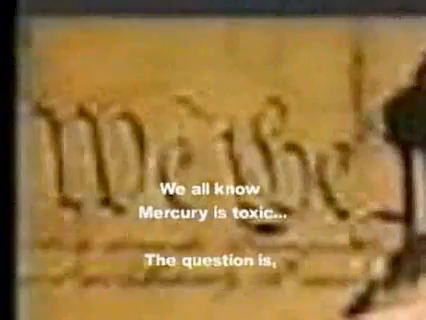 We the
We all know
Mercury is toxic...
The question is,